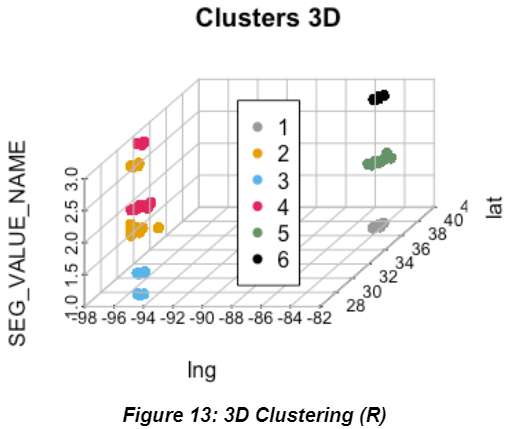 Clusters 3D
SEG_VALUE_NAME
3.0
2.5
2.0
1.5
1.0
-98 -96 -94 -92 -90 -88 -86 -84 -82
lng
28 30 32 34 36 38 40 4
lat
1
2
3
4
5
6
Figure 13: 3D Clustering (R)